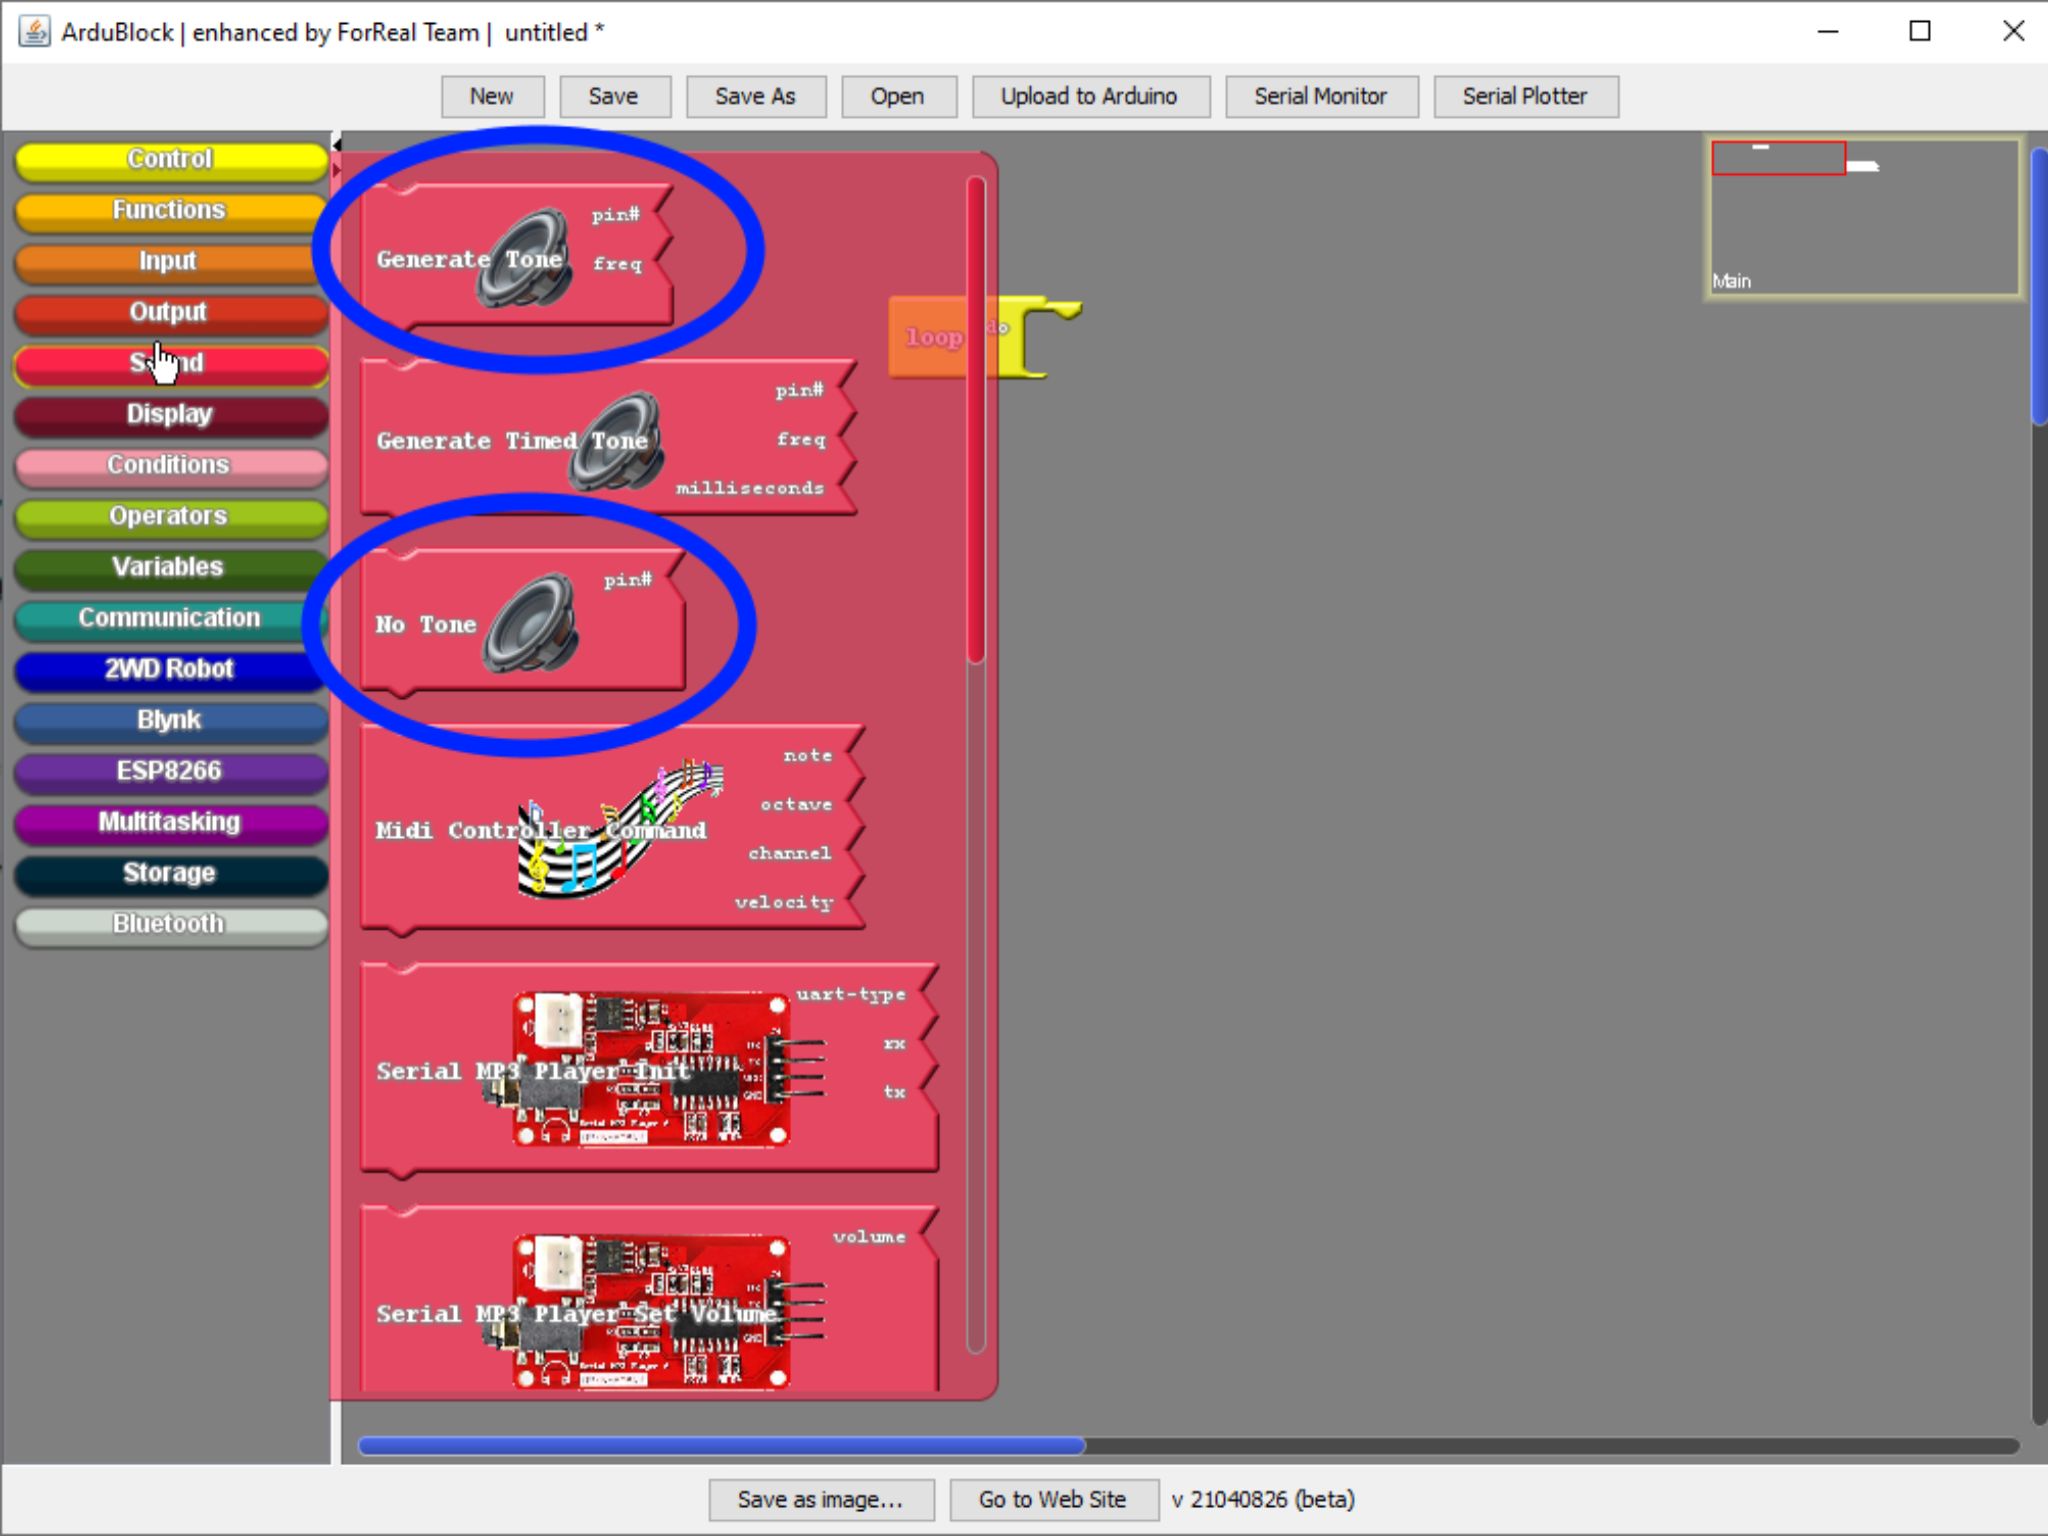 ArduBlock | enhanced by ForReal Team | untitled *
New Save Save As Open Upload to Arduino Serial Monitor Serial Plotter
Control
Functions
Input
Output
Display
Conditions
Operators
Variables
Communication
2WD Robot
Blynk
ESP8266
Multitasking
Storage
Bluetooth
Generate Tone
pin#
freq
Generate Timed Tone
pin#
freq
milliseconds
No Tone
pin#
Midi Controller Command
note
octave
channel
velocity
Serial MP3 Player Init
uart-type
rx
tx
Serial MP3 Player Set Volume
volume
loop do
Main
Save as image... Go to Web Site v 21040826 (beta)